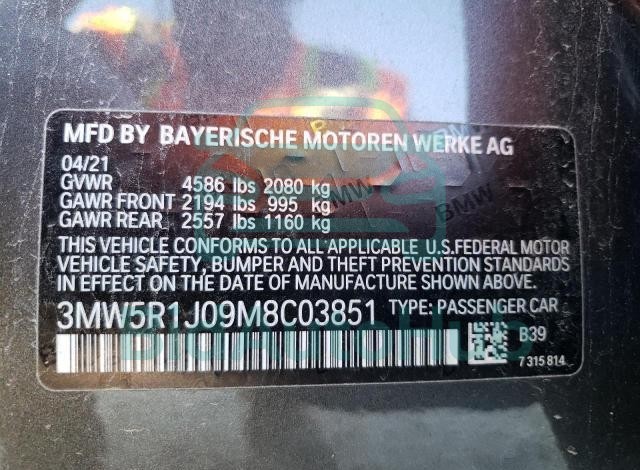 MFD BY BAYERISCHE MOTOREN WERKE AG
04/21
GVWR 4586 lbs 2080 kg
GAWR FRONT 2194 lbs 995 kg
GAWR REAR 2557 lbs 1160 kg
BMW BMW
THIS VEHICLE CONFORMS TO ALL APPLICABLE U.S.FEDERAL MOTOR
VEHICLE SAFETY, BUMPER AND THEFT PREVENTION STANDARDS
IN EFFECT ON THE DATE OF MANUFACTURE SHOWN ABOVE.
3MW5R1J09M8C03851 TYPE: PASSENGER CAR
B39
7 315 814